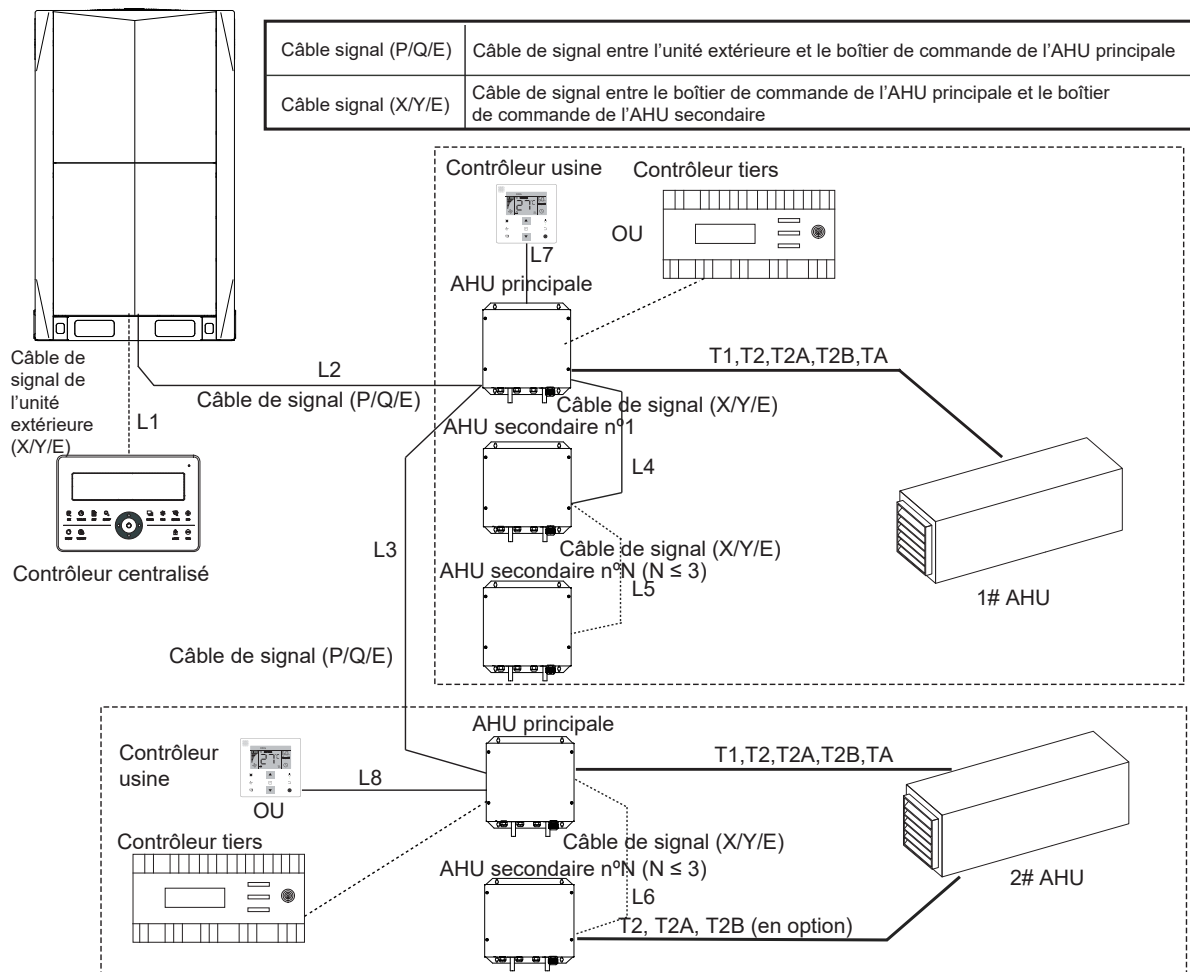 Câble signal (P/Q/E)
Câble de signal entre l'unité extérieure et le boîtier de commande de l'AHU principale
Câble signal (X/Y/E)
Câble de signal entre le boîtier de commande de l'AHU principale et le boîtier
de commande de l'AHU secondaire
Contrôleur usine
Contrôleur tiers
OU
L7
AHU principale
Câble de
signal de
l'unité
extérieure
(X/Y/E)
L1
L2
Câble de signal (P/Q/E)
T1,T2,T2A,T2B,TA
Câble de signal (X/Y/E)
AHU secondaire nº1
L4
L3
Contrôleur centralisé
Câble de signal (X/Y/E)
AHU secondaire nºN (N ≤ 3)
L5
1# AHU
Câble de signal (P/Q/E)
AHU principale
Contrôleur
usine
OU
L8
T1,T2,T2A,T2B,TA
Contrôleur tiers
Câble de signal (X/Y/E)
AHU secondaire nºN (N ≤ 3)
L6
2# AHU
T2, T2A, T2B (en option)